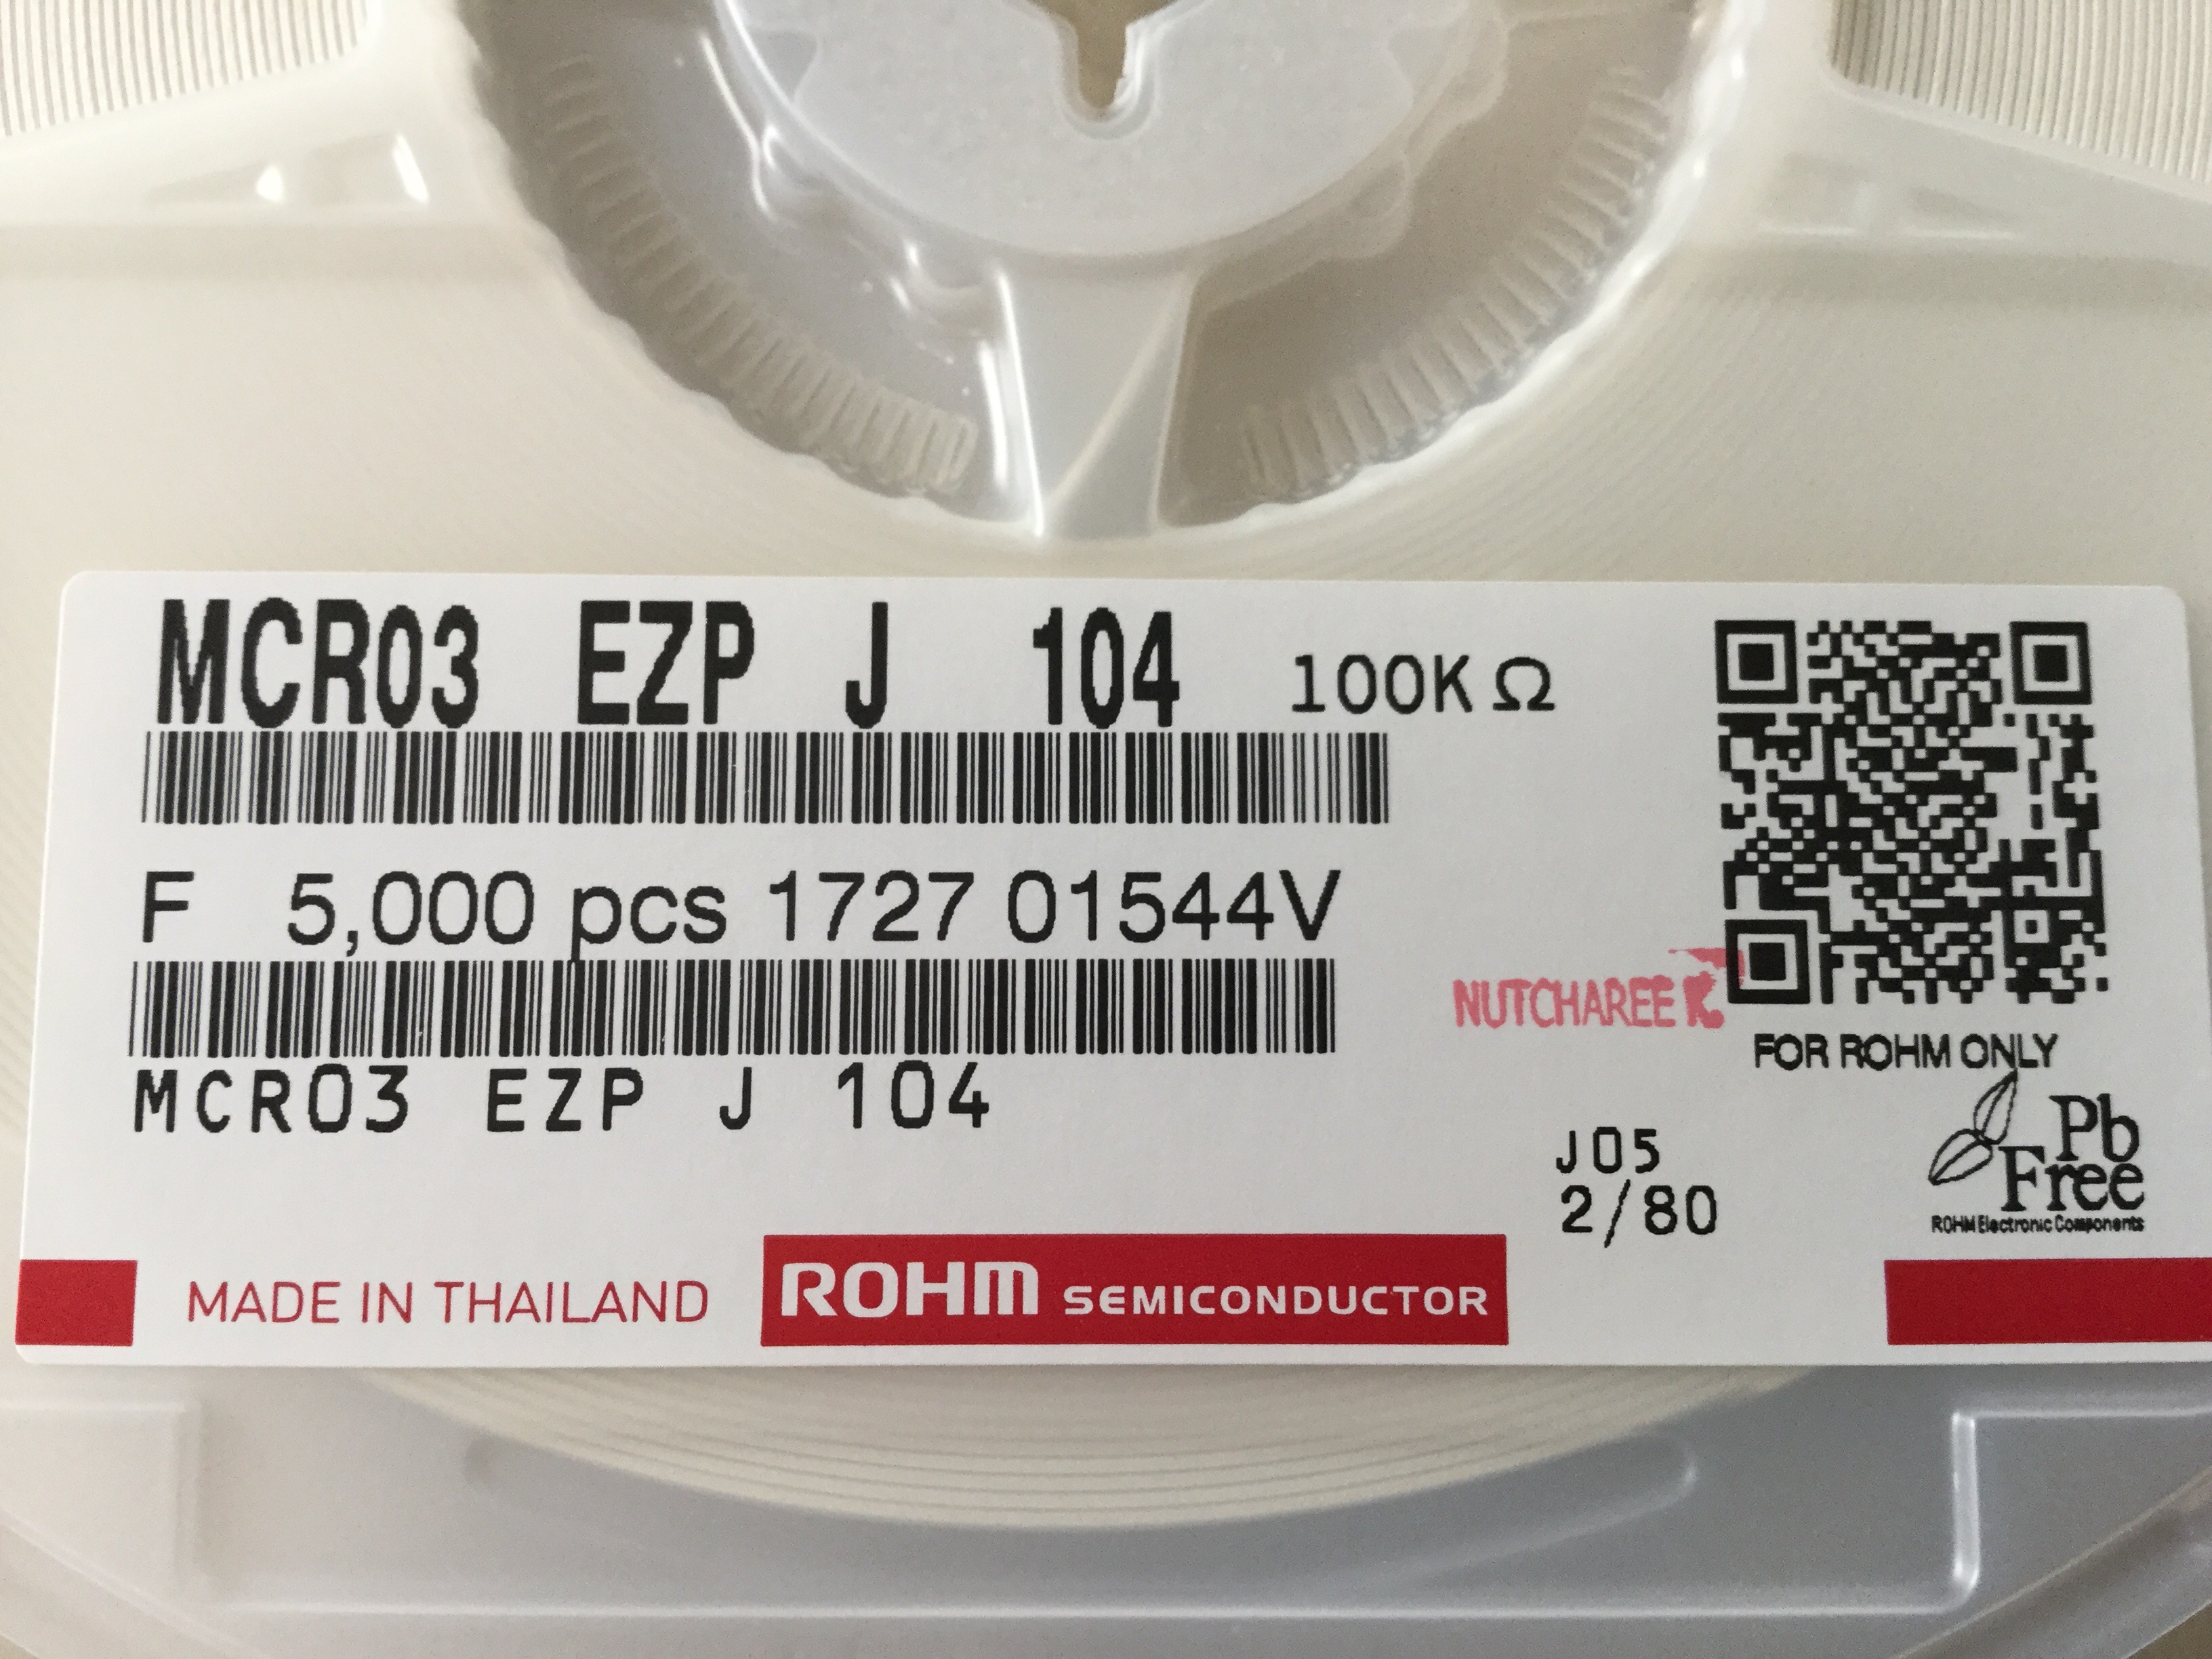 MCR03 EZP J 104 100KΩ
F 5,000 pcs 1727 01544V
NUTCHAREE K
FOR ROHM ONLY
MCR03 EZP J 104
J05
2/80
Pb
Free
ROHM Electronic Components
MADE IN THAILAND
ROHM SEMICONDUCTOR